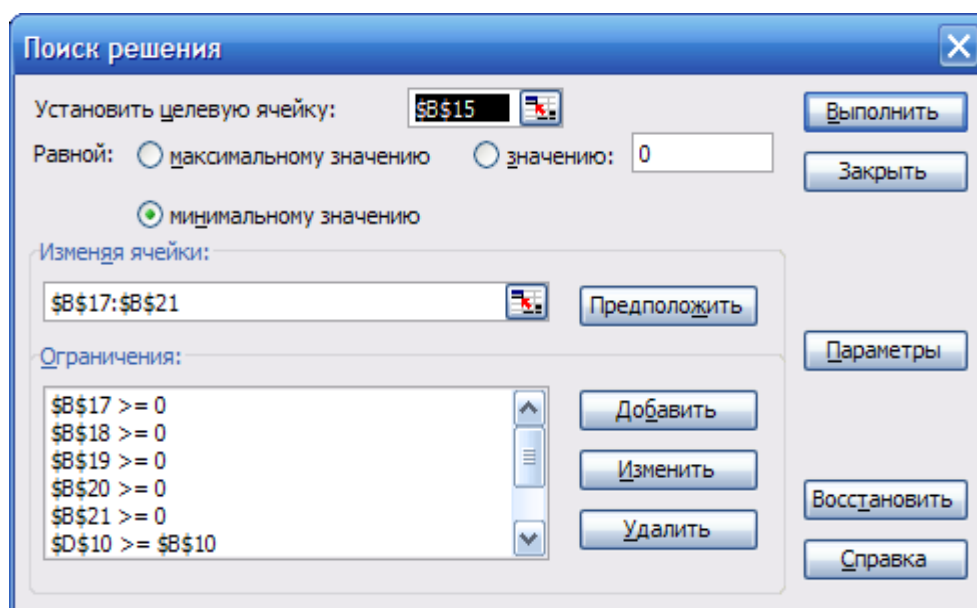 Поиск решения
Установить целевую ячейку: $B$15
Выполнить
Равной: максимальному значению значению: 0
Закрыть
минимальному значению
Изменяя ячейки:
$B$17:$B$21
Предположить
Параметры
Ограничения:
$B$17 >= 0
$B$18 >= 0
$B$19 >= 0
$B$20 >= 0
$B$21 >= 0
$D$10 >= $B$10
Добавить
Изменить
Удалить
Восстановить
Справка